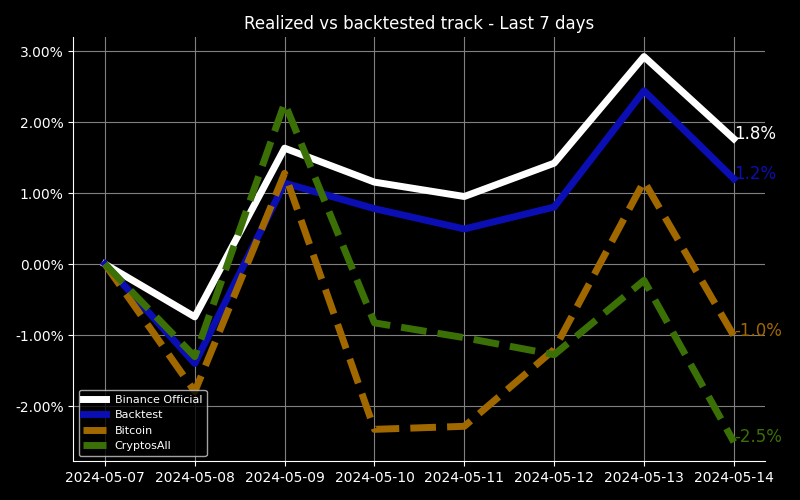 Realized vs backtested track - Last 7 days
3.00%
2.00%
1.00%
0.00%
-1.00%
-2.00%
1.8%
1.2%
-1.0%
-2.5%
Binance Official
Backtest
Bitcoin
CryptosAll
2024-05-07 2024-05-08 2024-05-09 2024-05-10 2024-05-11 2024-05-12 2024-05-13 2024-05-14